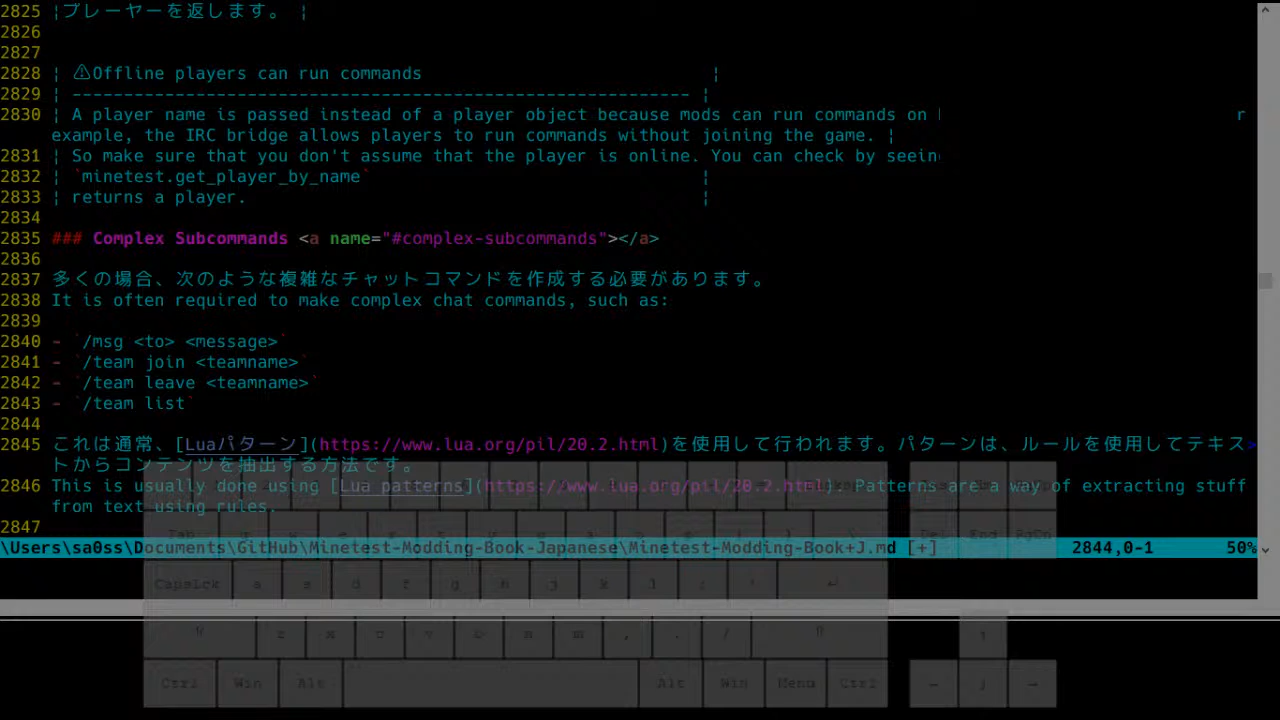 2825 ¦プレーヤーを返します。 ¦
2826
2827
2828 ¦ ⚠Offline players can run commands ¦
2829 ¦ ------------------------------------------------------------ ¦
2830 ¦ A player name is passed instead of a player object because mods can run commands on r
example, the IRC bridge allows players to run commands without joining the game. ¦
2831 ¦ So make sure that you don't assume that the player is online. You can check by seein
2832 ¦ `minetest.get_player_by_name` ¦
2833 ¦ returns a player. ¦
2834
2835 ### Complex Subcommands <a name="#complex-subcommands"></a>
2836
2837 多くの場合、次のような複雑なチャットコマンドを作成する必要があります。
2838 It is often required to make complex chat commands, such as:
2839
2840 - `/msg <to> <message>`
2841 - `/team join <teamname>`
2842 - `/team leave <teamname>`
2843 - `/team list`
2844
2845 これは通常、[Luaパターン](https://www.lua.org/pil/20.2.html)を使用して行われます。パターンは、ルールを使用してテキス>
トからコンテンツを抽出する方法です。
2846 This is usually done using [Lua patterns](https://www.lua.org/pil/20.2.html). Patterns are a way of extracting stuff
from text using rules.
2847
\Users\sa0ss\Documents\GitHub\Minetest-Modding-Book-Japanese\Minetest-Modding-Book+J.md [+] 2844,0-1 50%
Tab Del End PgDn
CapsLck a s d f g h j k l ; '
z x c v b n m , . /
Ctrl Win Alt Alt Win Menu Ctrl